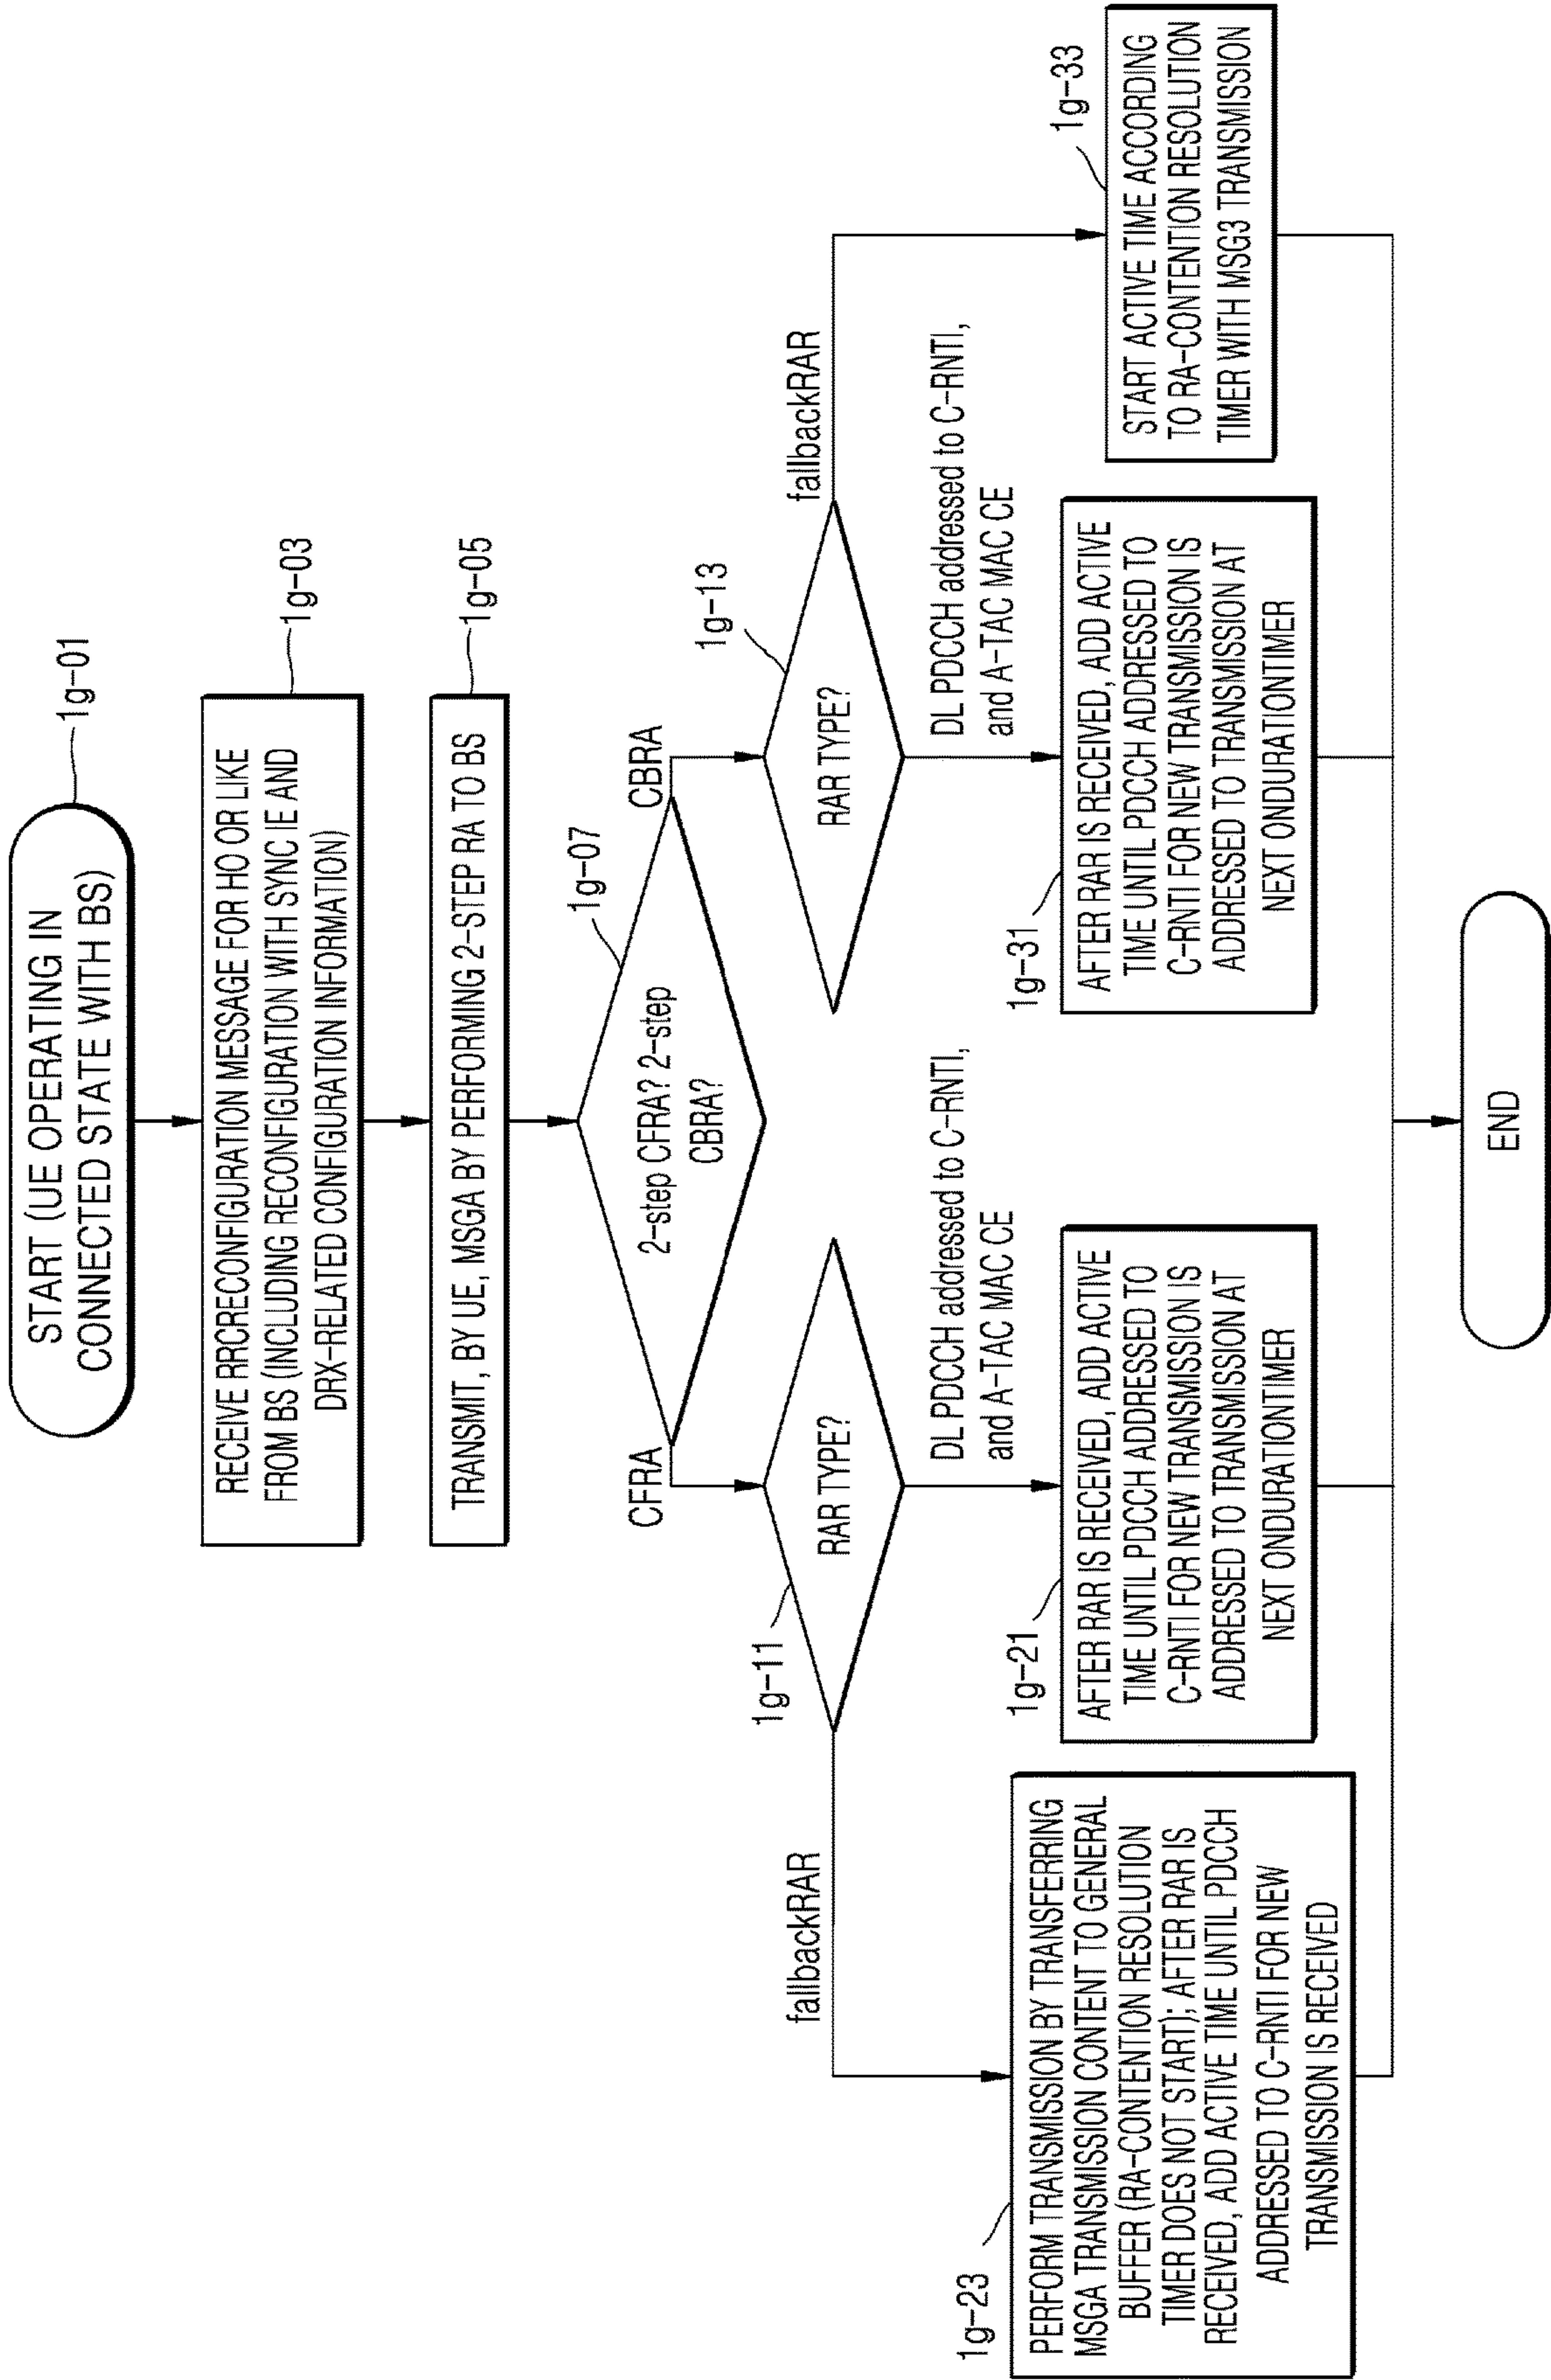 START (UE OPERATING IN
CONNECTED STATE WITH BS)
1g-01
RECEIVE RRCRECONFIGURATION MESSAGE FOR HO OR LIKE
FROM BS (INCLUDING RECONFIGURATION WITH SYNC IE AND
DRX-RELATED CONFIGURATION INFORMATION)
1g-03
TRANSMIT, BY UE, MSGA BY PERFORMING 2-STEP RA TO BS
1g-05
2-step CFRA? 2-step
CBRA?
1g-07
CFRA
CBRA
RAR TYPE?
1g-11
RAR TYPE?
1g-13
fallbackRAR
DL PDCCH addressed to C-RNTI,
and A-TAC MAC CE
DL PDCCH addressed to C-RNTI,
and A-TAC MAC CE
fallbackRAR
1g-23
PERFORM TRANSMISSION BY TRANSFERRING
MSGA TRANSMISSION CONTENT TO GENERAL
BUFFER (RA-CONTENTION RESOLUTION
TIMER DOES NOT START); AFTER RAR IS
RECEIVED, ADD ACTIVE TIME UNTIL PDCCH
ADDRESSED TO C-RNTI FOR NEW
TRANSMISSION IS RECEIVED
1g-21
AFTER RAR IS RECEIVED, ADD ACTIVE
TIME UNTIL PDCCH ADDRESSED TO
C-RNTI FOR NEW TRANSMISSION IS
ADDRESSED TO TRANSMISSION AT
NEXT ONDURATIONTIMER
1g-31
AFTER RAR IS RECEIVED, ADD ACTIVE
TIME UNTIL PDCCH ADDRESSED TO
C-RNTI FOR NEW TRANSMISSION IS
ADDRESSED TO TRANSMISSION AT
NEXT ONDURATIONTIMER
1g-33
START ACTIVE TIME ACCORDING
TO RA-CONTENTION RESOLUTION
TIMER WITH MSG3 TRANSMISSION
END